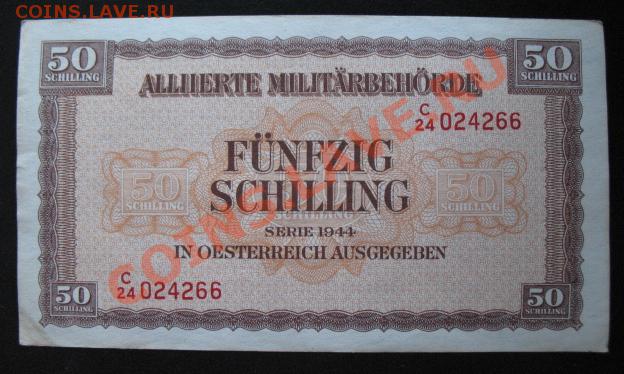 COINS.LAVE.RU
50 50
SCHILLING SCHILLING
ALLIIERTE MILITÄRBEHÖRDE
C/24 024266
FÜNFZIG
50 SCHILLING 50
SCHILLING SCHILLING SCHILLING
SERIE 1944
IN OESTERREICH AUSGEGEBEN
C/24 024266
50 50
SCHILLING SCHILLING
COINS.LAVE.RU